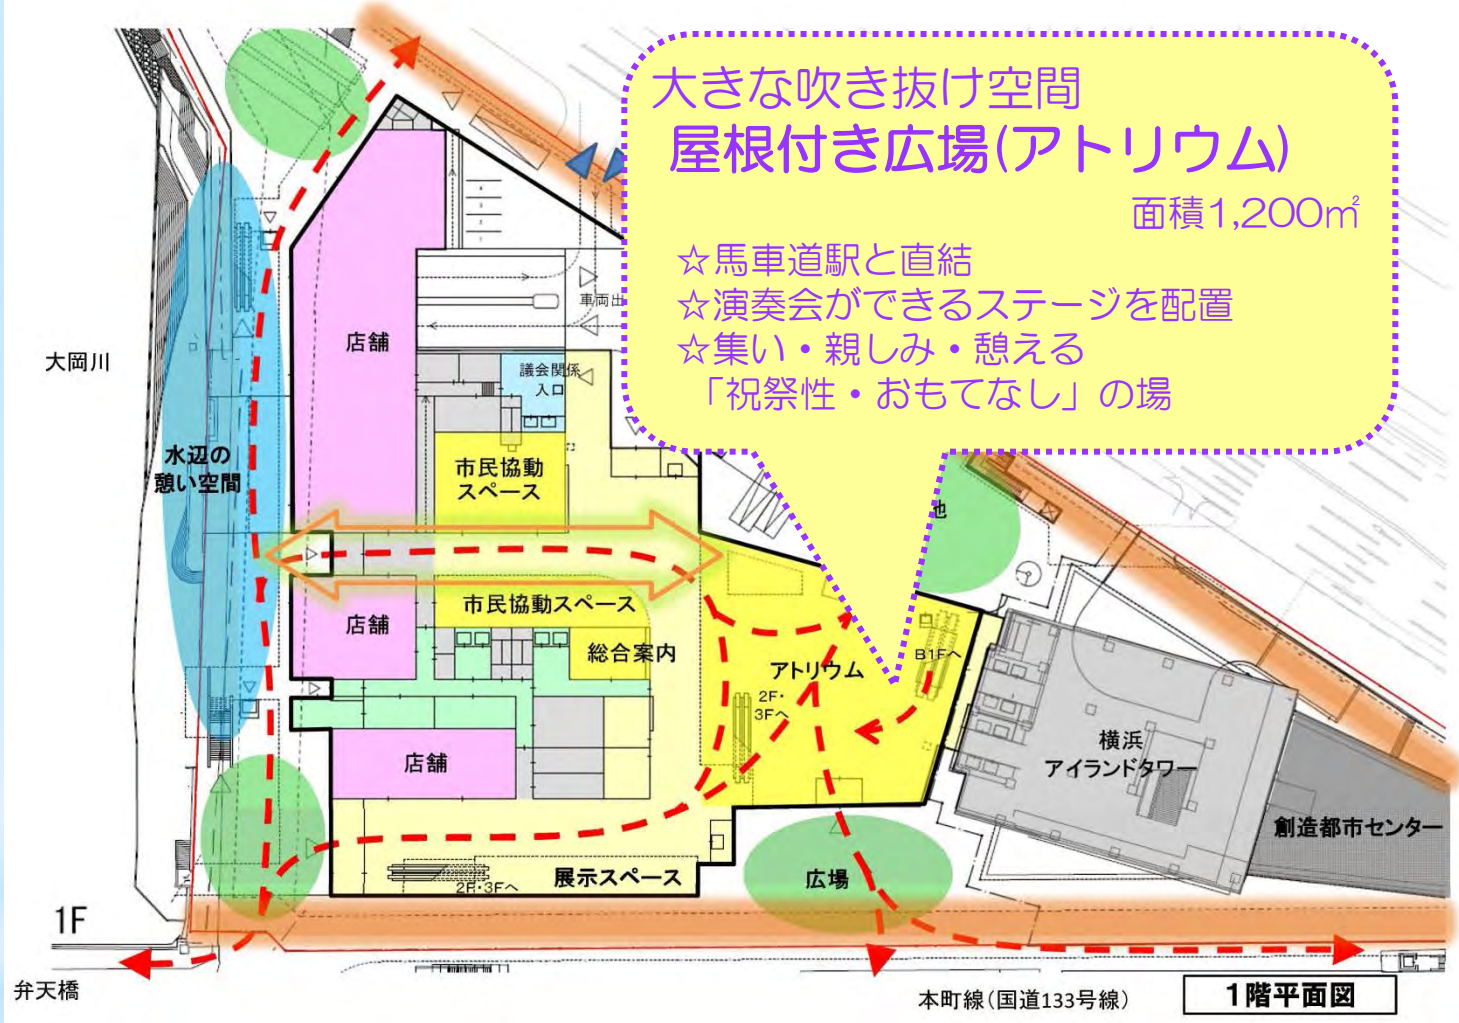 大きな吹き抜け空間
屋根付き広場(アトリウム)
面積1,200㎡
☆馬車道駅と直結
☆演奏会ができるステージを配置
☆集い・親しみ・憩える
「祝祭性・おもてなし」の場
車両出
店舗
大岡川
議会関係
入口
水辺の
憩い空間
市民協動
スペース
地
市民協動スペース
店舗
総合案内
アトリウム
B1Fへ
2F・
3Fへ
店舗
横浜
アイランドタワー
創造都市センター
展示スペース
2F・3Fへ
広場
1F
弁天橋
本町線(国道133号線)
1階平面図